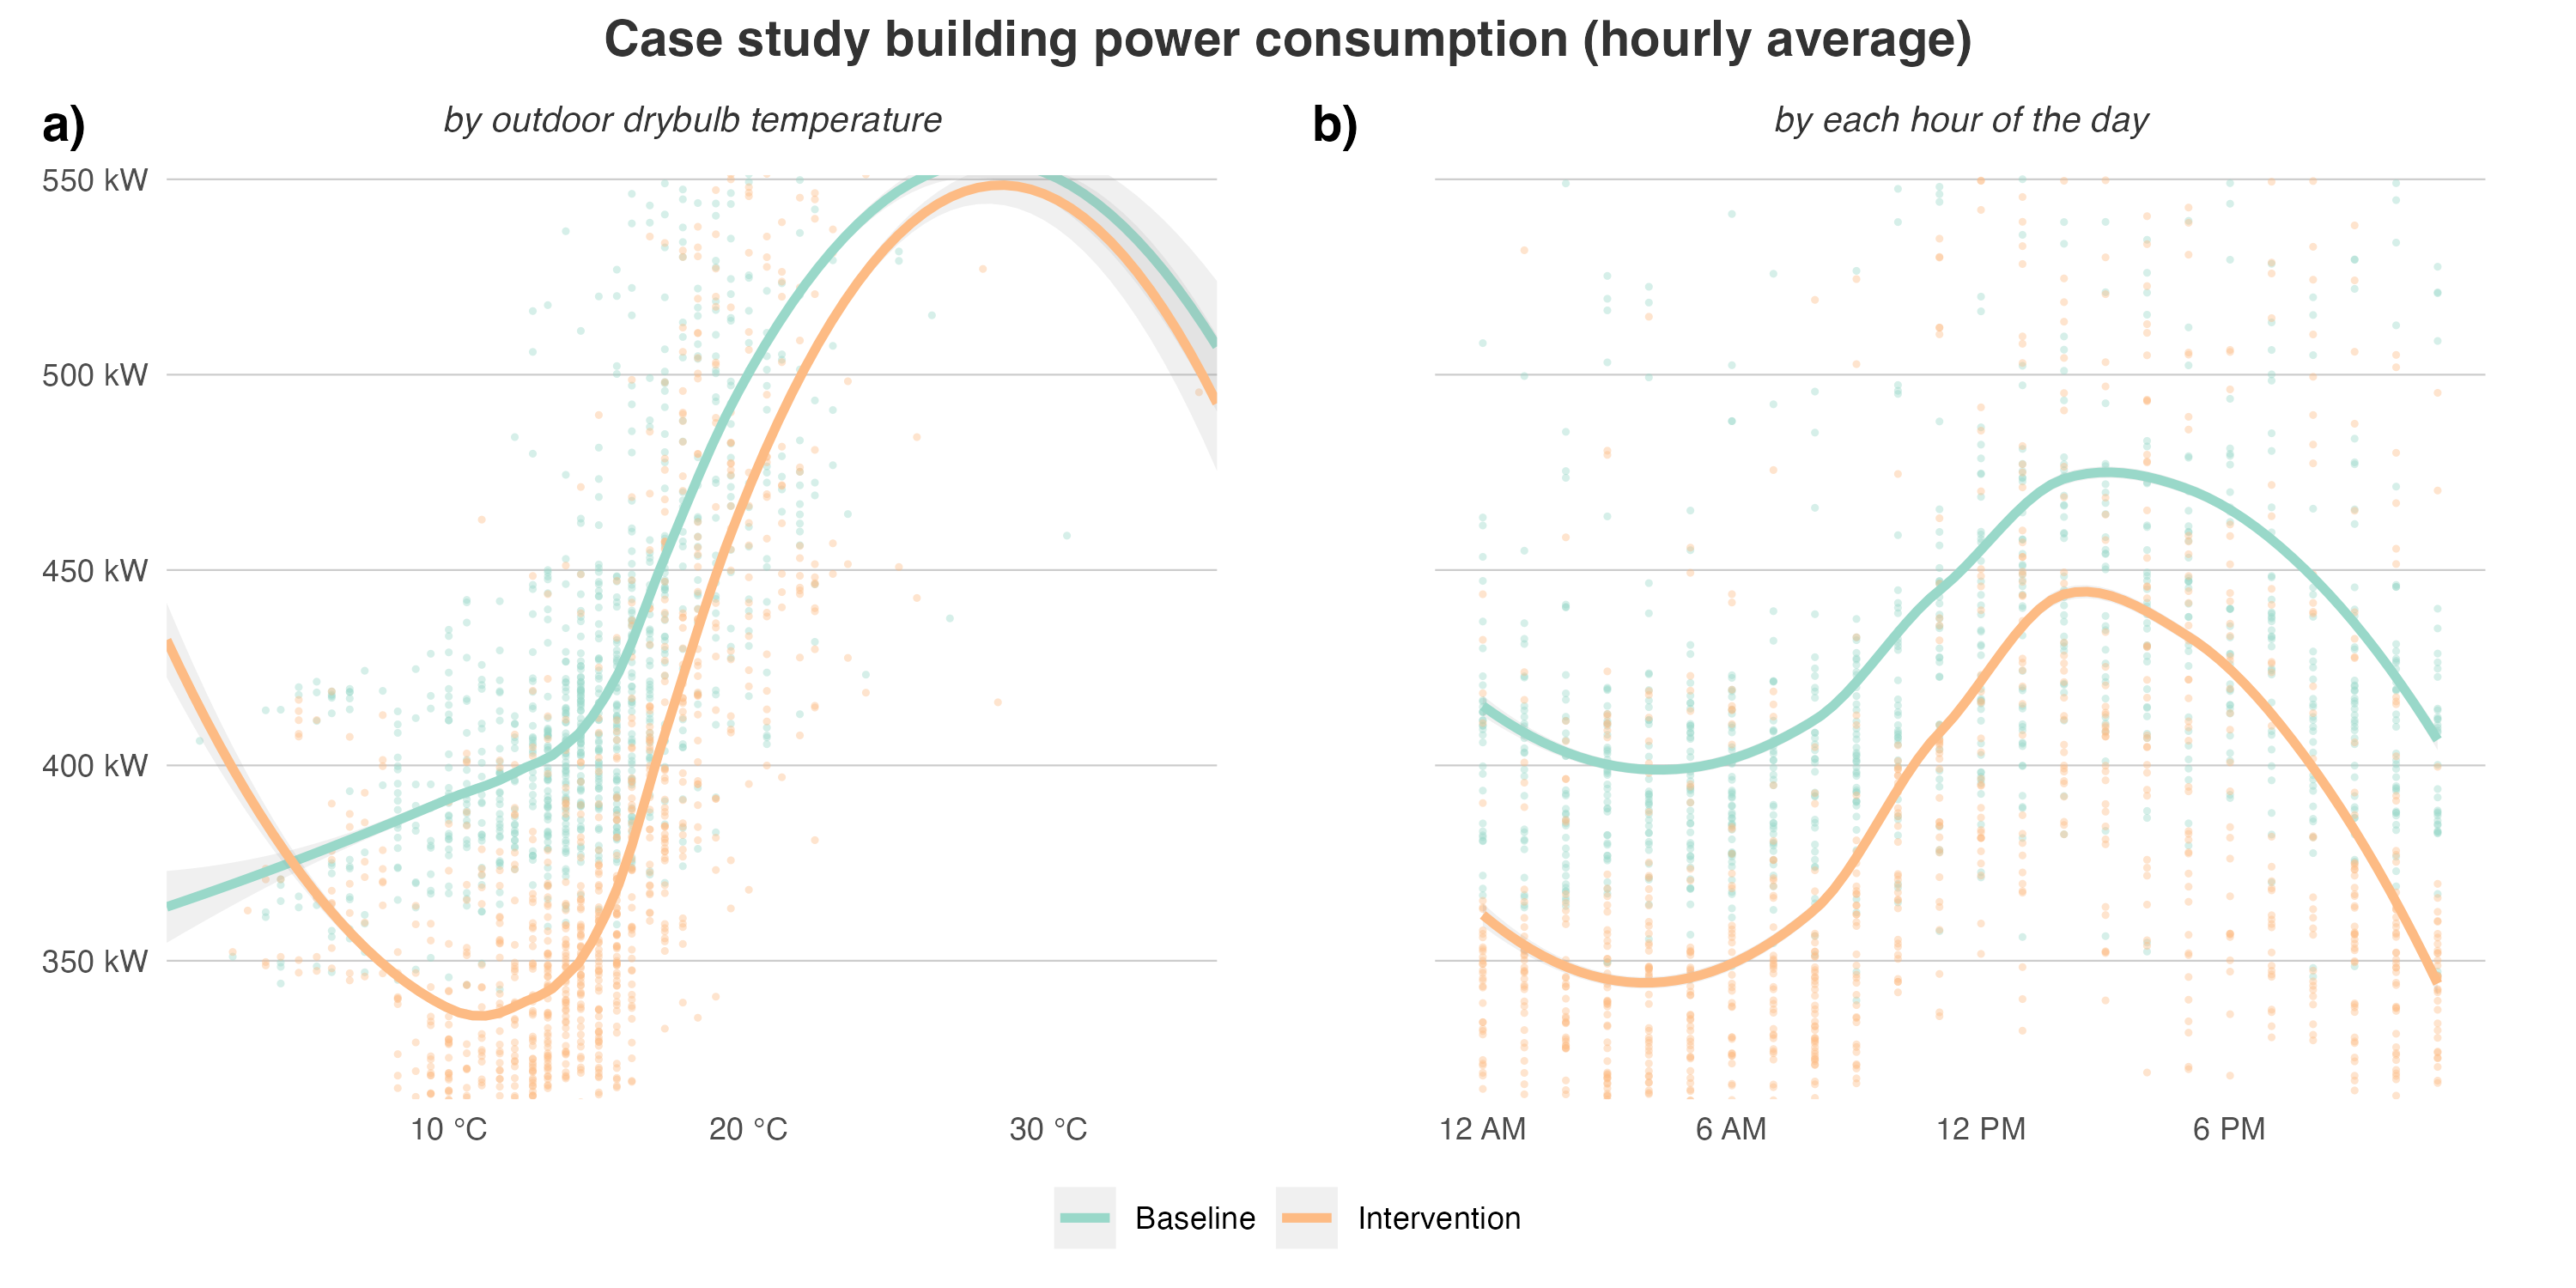 Case study building power consumption (hourly average)
a)
by outdoor drybulb temperature
550 kW
500 kW
450 kW
400 kW
350 kW
10 °C
20 °C
30 °C
b)
by each hour of the day
12 AM
6 AM
12 PM
6 PM
Baseline
Intervention